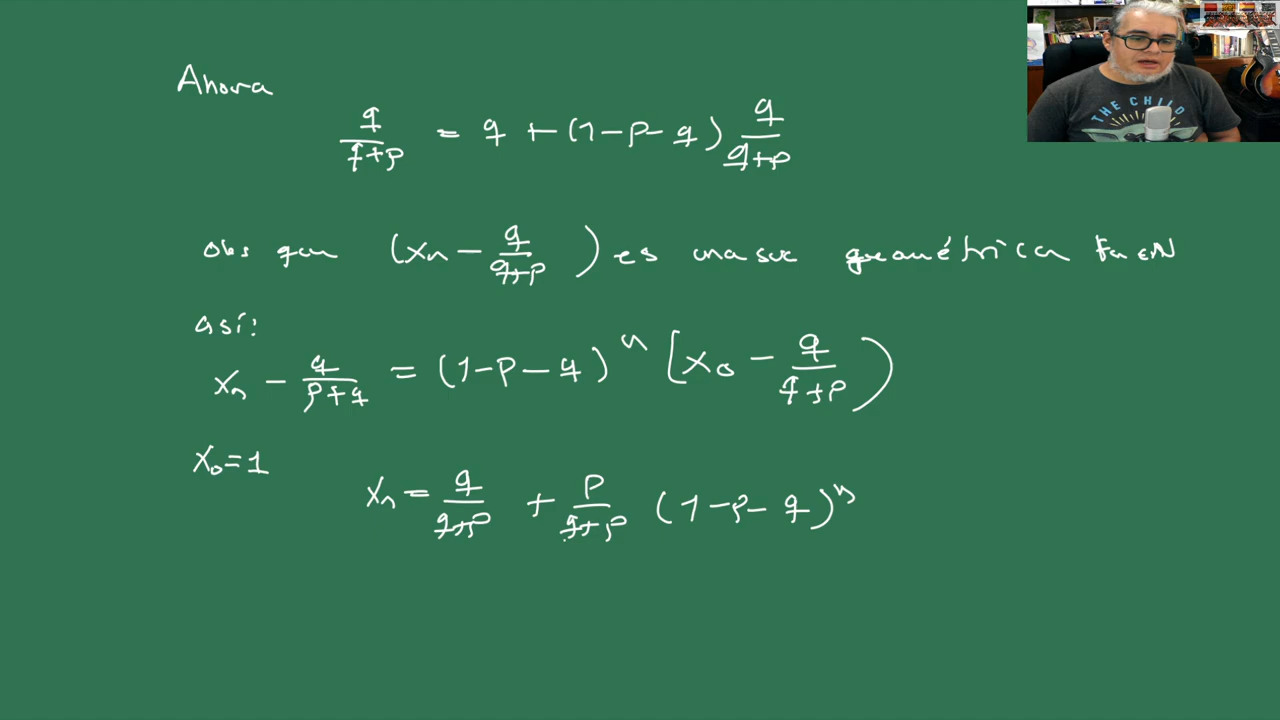 THE CHILD
Ahora
q/(q+p) = q + (1-p-q) q/(q+p)
Obs que (xn - q/(q+p)) es una suc geométrica
así:
xn - q/(p+q) = (1-p-q)^n [x0 - q/(q+p))
x0=1
xn = q/(q+p) + p/(q+p) (1-p-q)^n